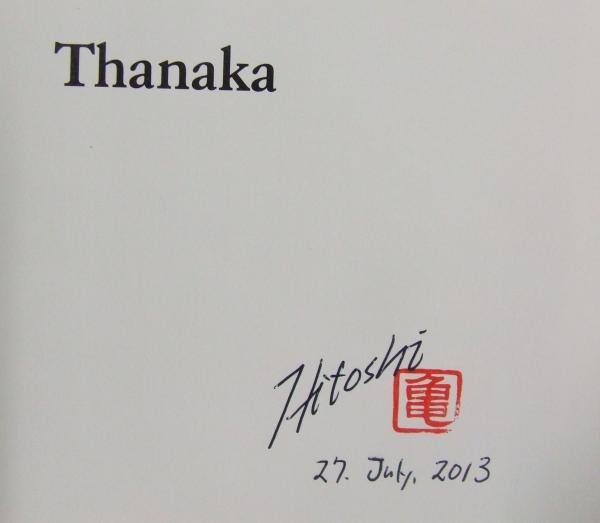 Thanaka
Hitoshi
亀
27. July, 2013